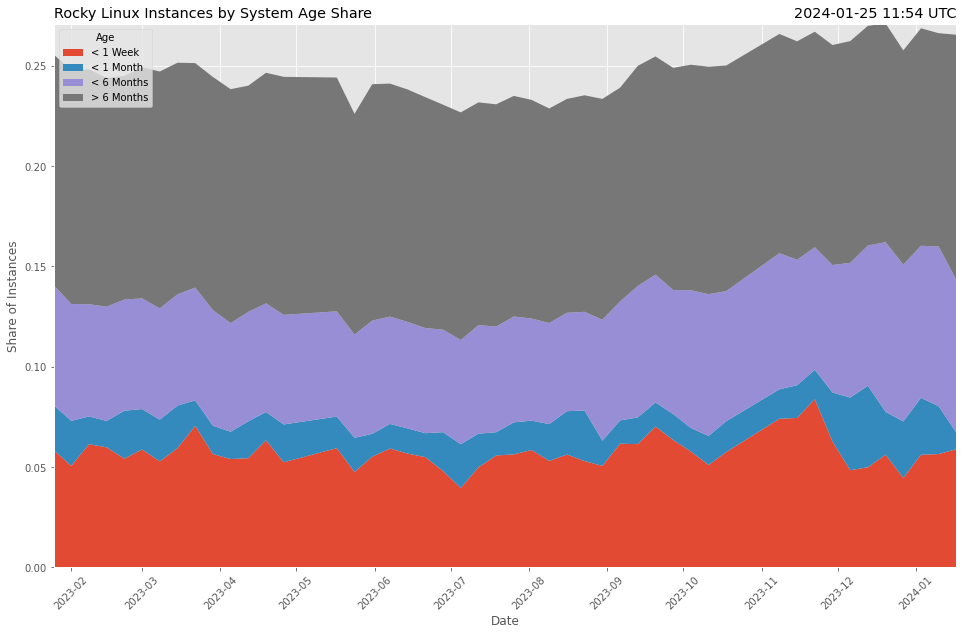 Rocky Linux Instances by System Age Share
2024-01-25 11:54 UTC
Age
< 1 Week
< 1 Month
< 6 Months
> 6 Months
Share of Instances
0.25
0.20
0.15
0.10
0.05
0.00
2023-02
2023-03
2023-04
2023-05
2023-06
2023-07
2023-08
2023-09
2023-10
2023-11
2023-12
2024-01
Date